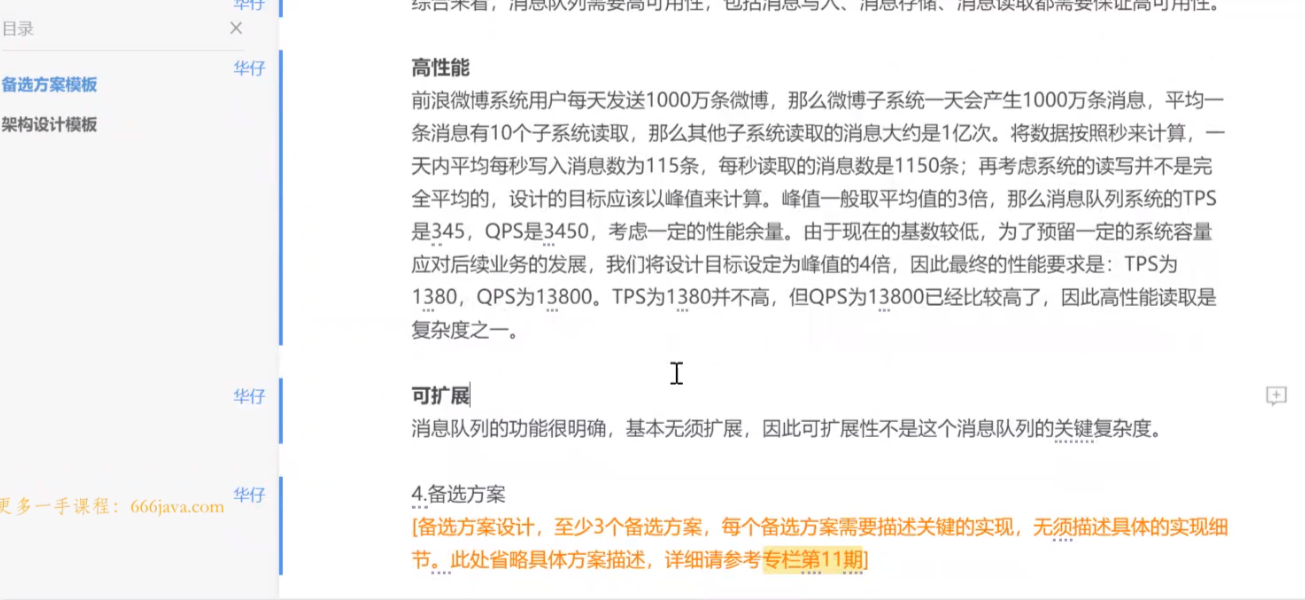 华仔
综合来看，消息队列需要高可用性，包括消息写入、消息存储、消息读取都需要保证高可用性。
目录
华仔
备选方案模板
架构设计模板
高性能
前浪微博系统用户每天发送1000万条微博，那么微博子系统一天会产生1000万条消息，平均一
条消息有10个子系统读取，那么其他子系统读取的消息大约是1亿次。将数据按照秒来计算，一
天内平均每秒写入消息数为115条，每秒读取的消息数是1150条；再考虑系统的读写并不是完
全平均的，设计的目标应该以峰值来计算。峰值一般取平均值的3倍，那么消息队列系统的TPS
是345，QPS是3450，考虑一定的性能余量。由于现在的基数较低，为了预留一定的系统容量
应对后续业务的发展，我们将设计目标设定为峰值的4倍，因此最终的性能要求是：TPS为
1380，QPS为13800。TPS为1380并不高，但QPS为13800已经比较高了，因此高性能读取是
复杂度之一。
华仔
可扩展
消息队列的功能很明确，基本无须扩展，因此可扩展性不是这个消息队列的关键复杂度。
华仔
4.备选方案
[备选方案设计，至少3个备选方案，每个备选方案需要描述关键的实现，无须描述具体的实现细
节。此处省略具体方案描述，详细请参考专栏第11期]
更多一手课程：666java.com